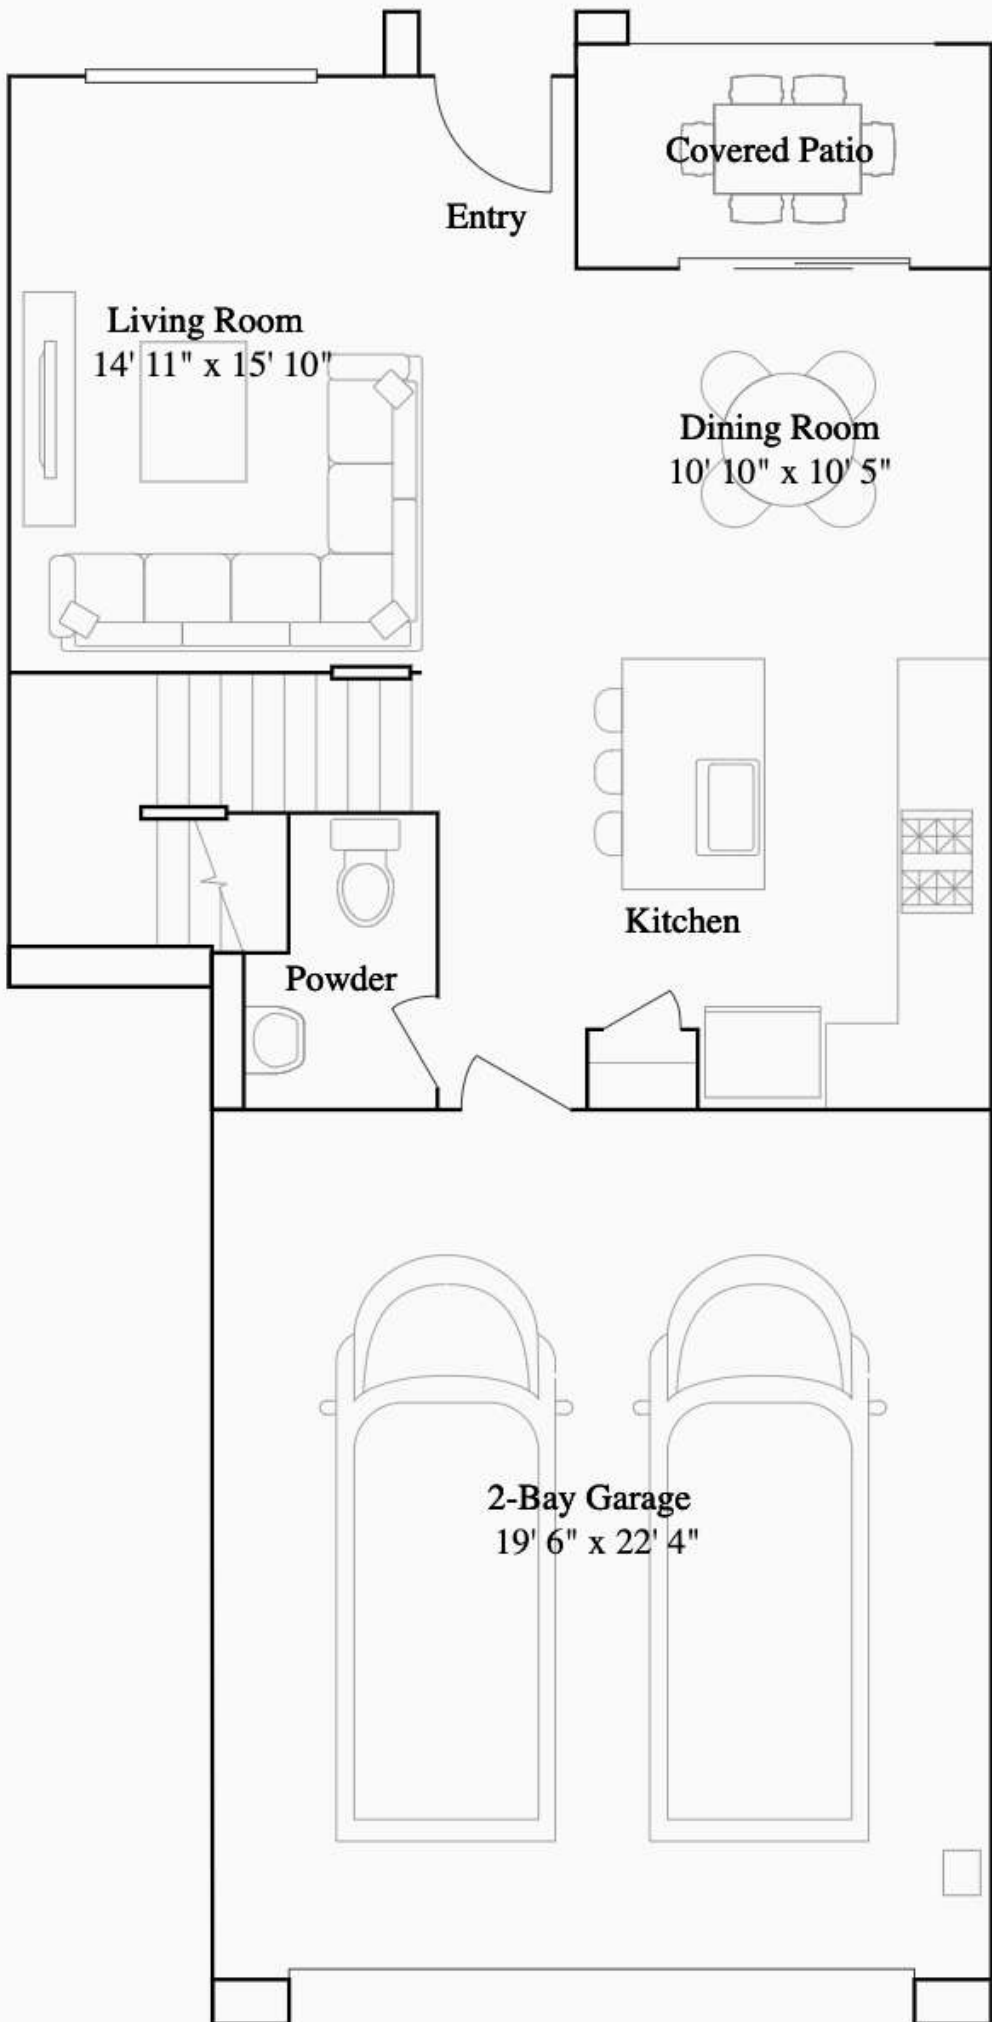 Covered Patio
Entry
Living Room
14' 11" x 15' 10"
Dining Room
10' 10" x 10' 5"
Kitchen
Powder
2-Bay Garage
19' 6" x 22' 4"